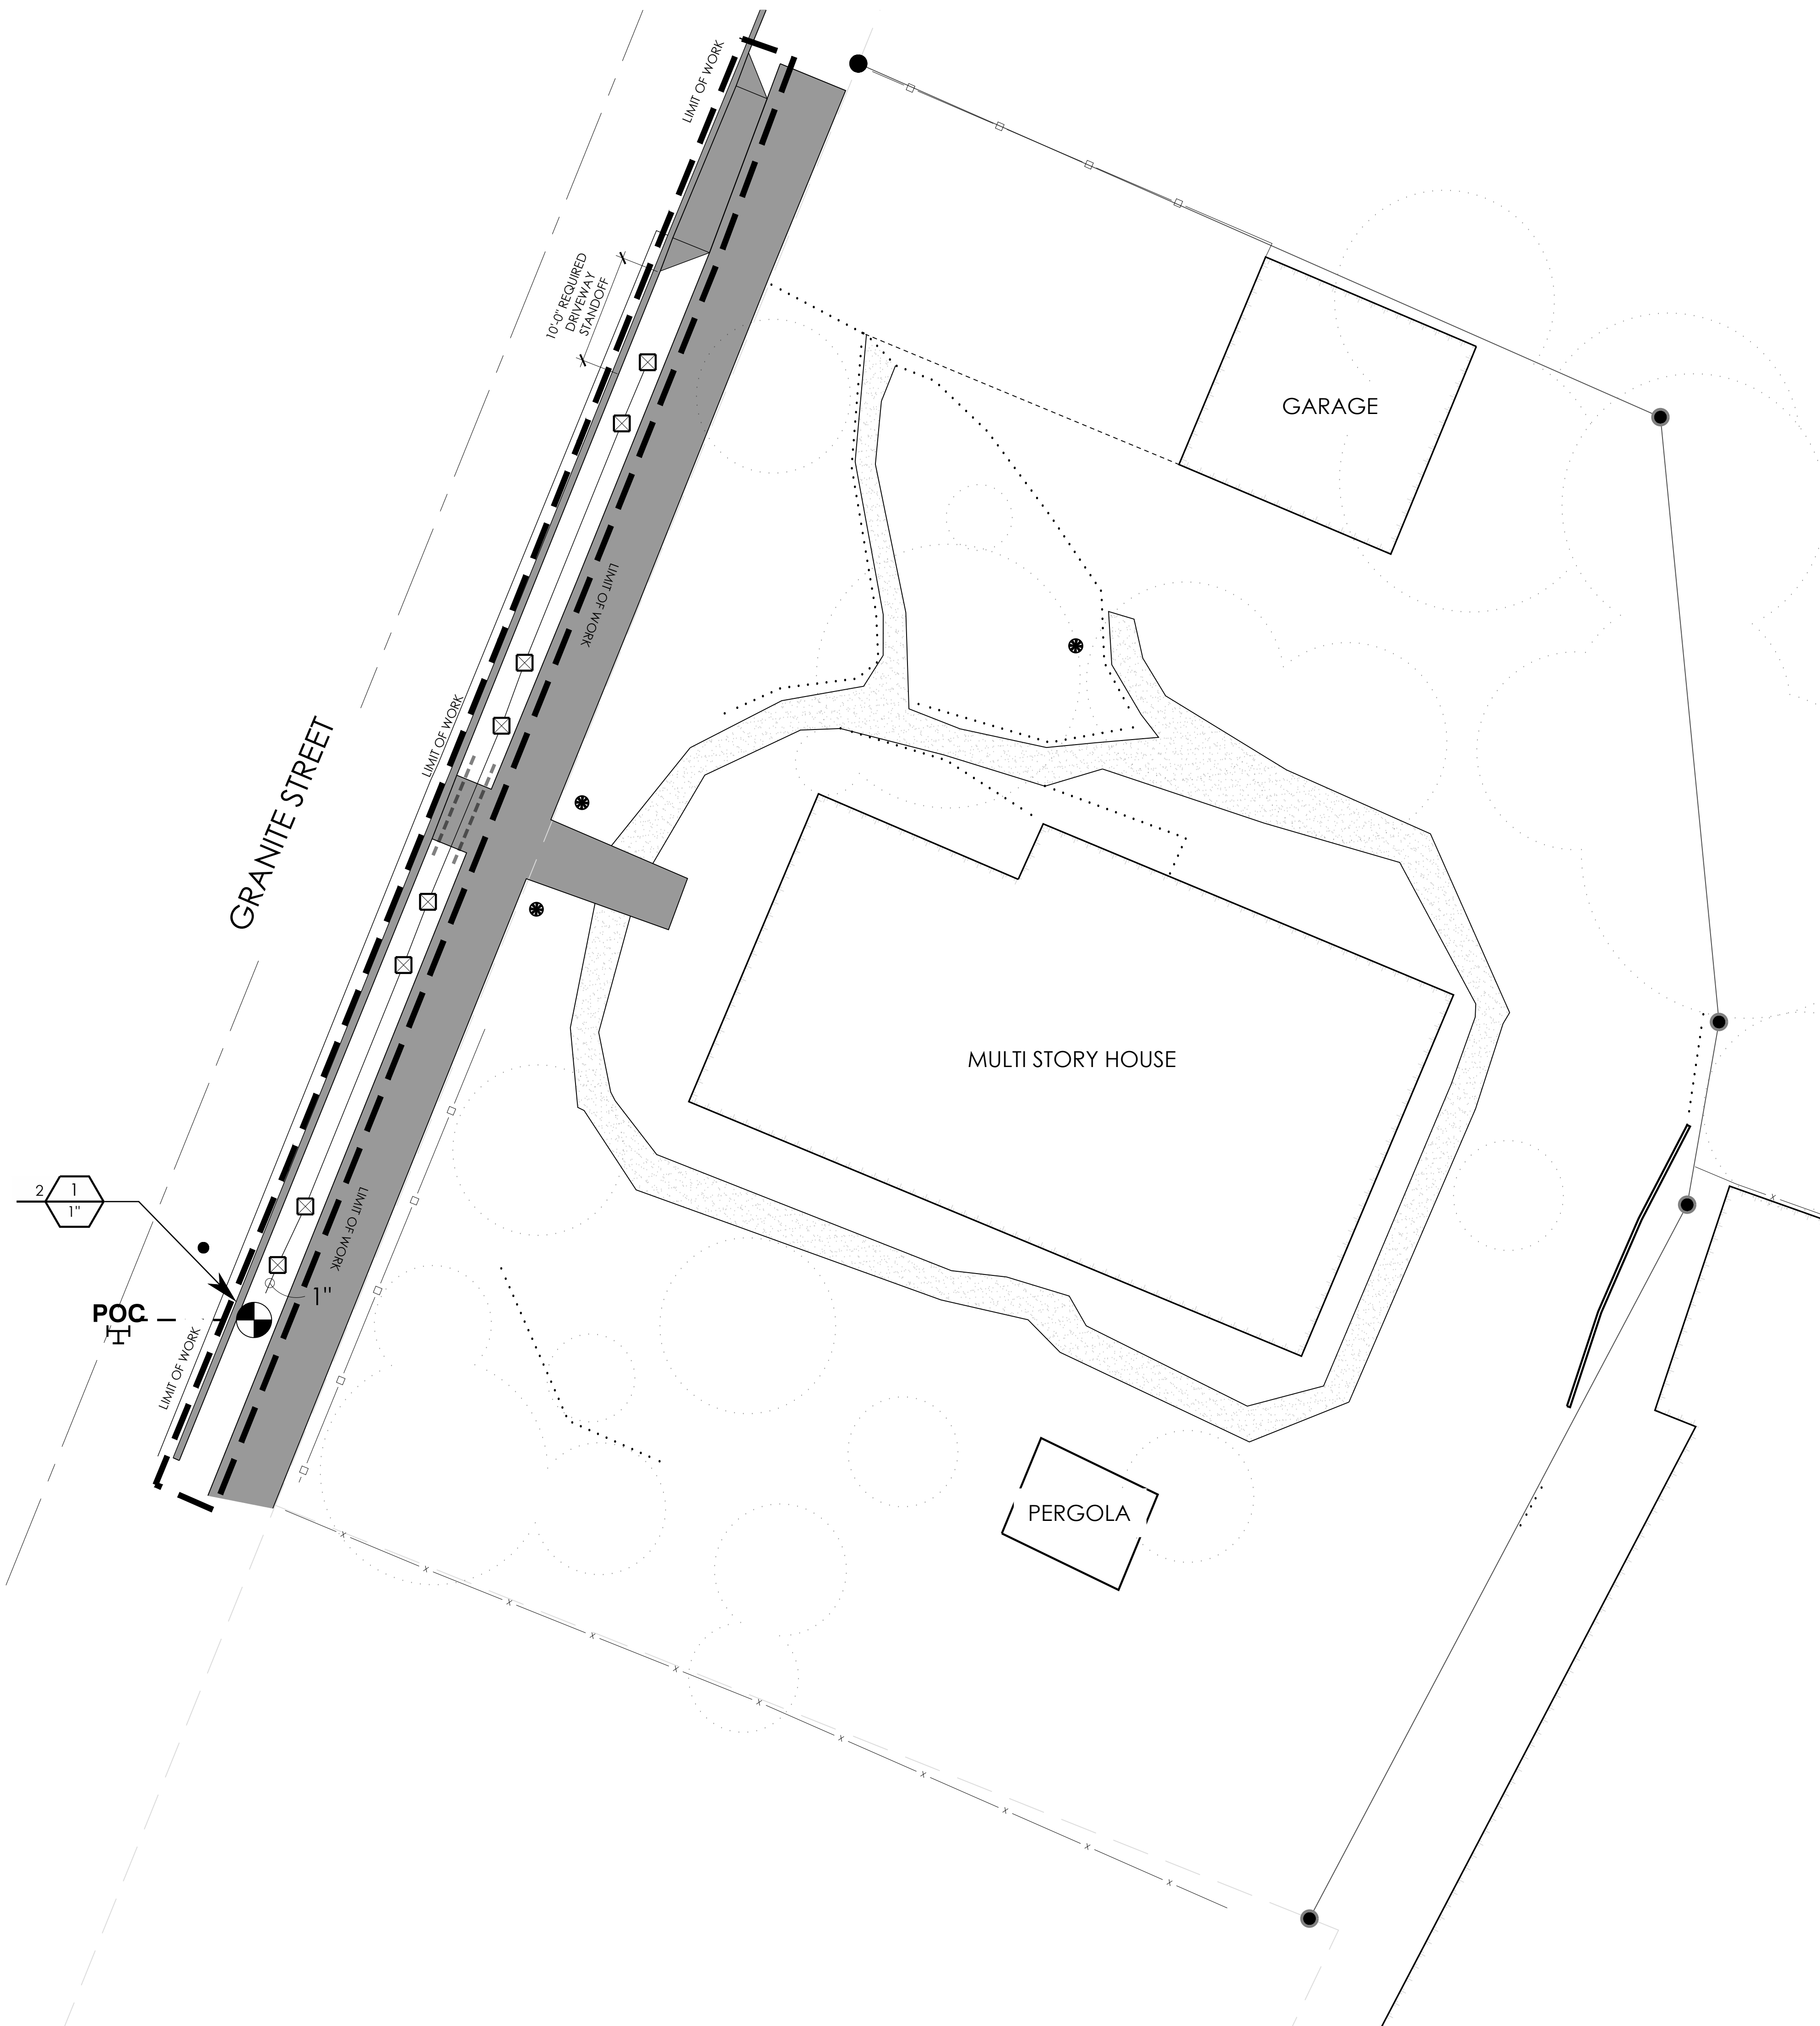 LIMIT OF WORK
10'-0" REQUIRED
DRIVEWAY
STANDOFF
GARAGE
LIMIT OF WORK
LIMIT OF WORK
GRANITE STREET
MULTI STORY HOUSE
2
1
1"
LIMIT OF WORK
1"
POC
LIMIT OF WORK
PERGOLA